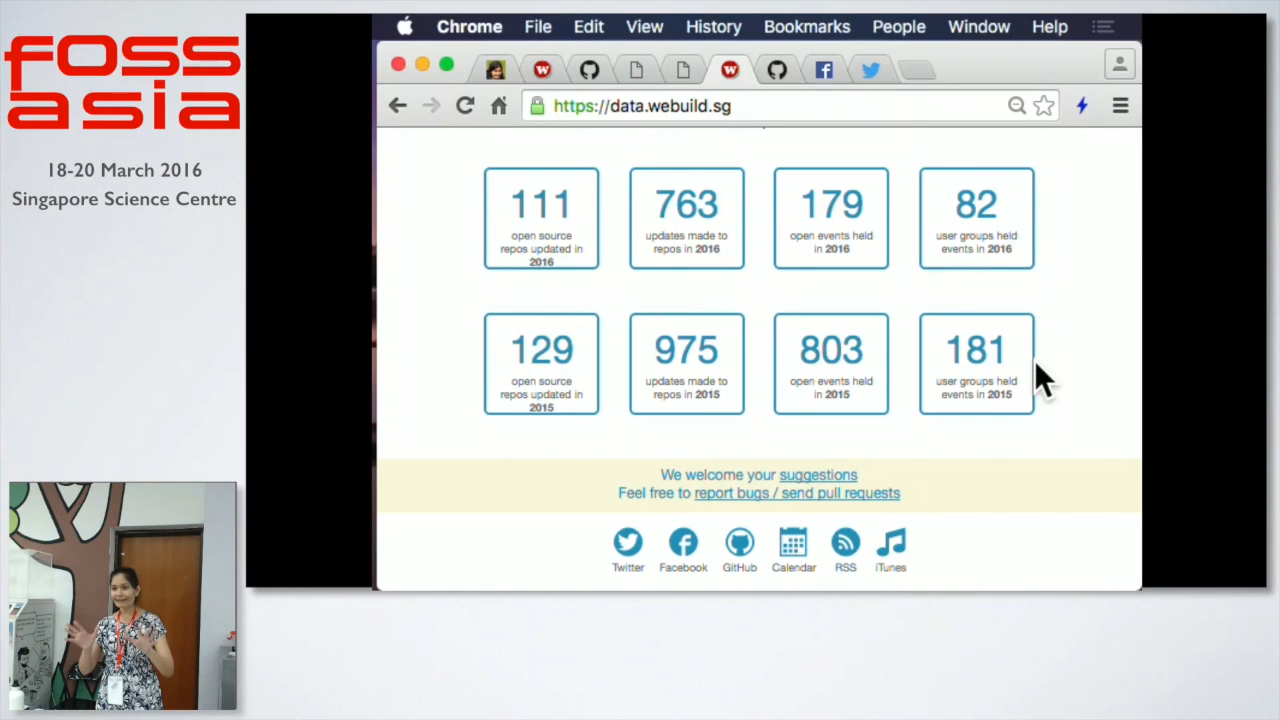 foss
asia
18-20 March 2016
Singapore Science Centre
Chrome File Edit View History Bookmarks People Window Help
https://data.webuild.sg
111
open source
repos updated in
2016
763
updates made to
repos in 2016
179
open events held
in 2016
82
user groups held
events in 2016
129
open source
repos updated in
2015
975
updates made to
repos in 2015
803
open events held
in 2015
181
user groups held
events in 2015
We welcome your suggestions
Feel free to report bugs / send pull requests
Twitter Facebook GitHub Calendar RSS iTunes